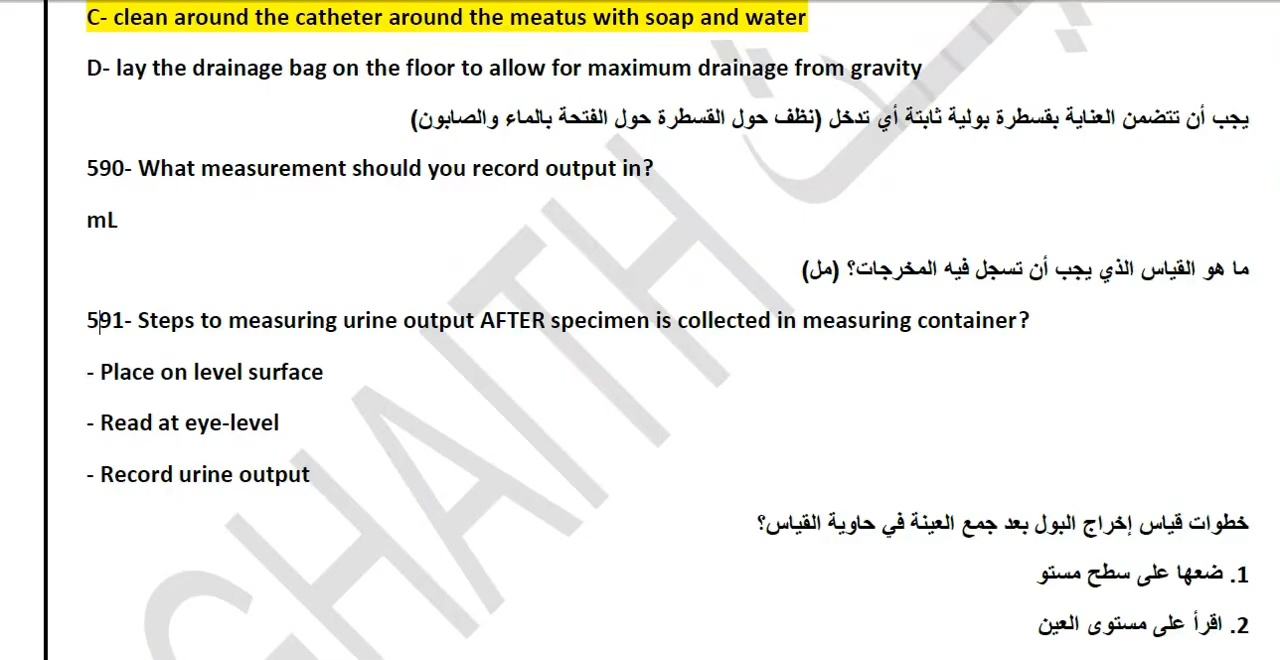 C- clean around the catheter around the meatus with soap and water
D- lay the drainage bag on the floor to allow for maximum drainage from gravity
يجب أن تتضمن العناية بقسطرة بولية ثابتة أي تدخل (نظف حول القسطرة حول الفتحة بالماء والصابون)
590- What measurement should you record output in?
mL
ما هو القياس الذي يجب أن تسجل فيه المخرجات؟ (مل)
591- Steps to measuring urine output AFTER specimen is collected in measuring container?
- Place on level surface
- Read at eye-level
- Record urine output
خطوات قياس إخراج البول بعد جمع العينة في حاوية القياس؟
1. ضعها على سطح مستو
2. اقرأ على مستوى العين
GHAITH